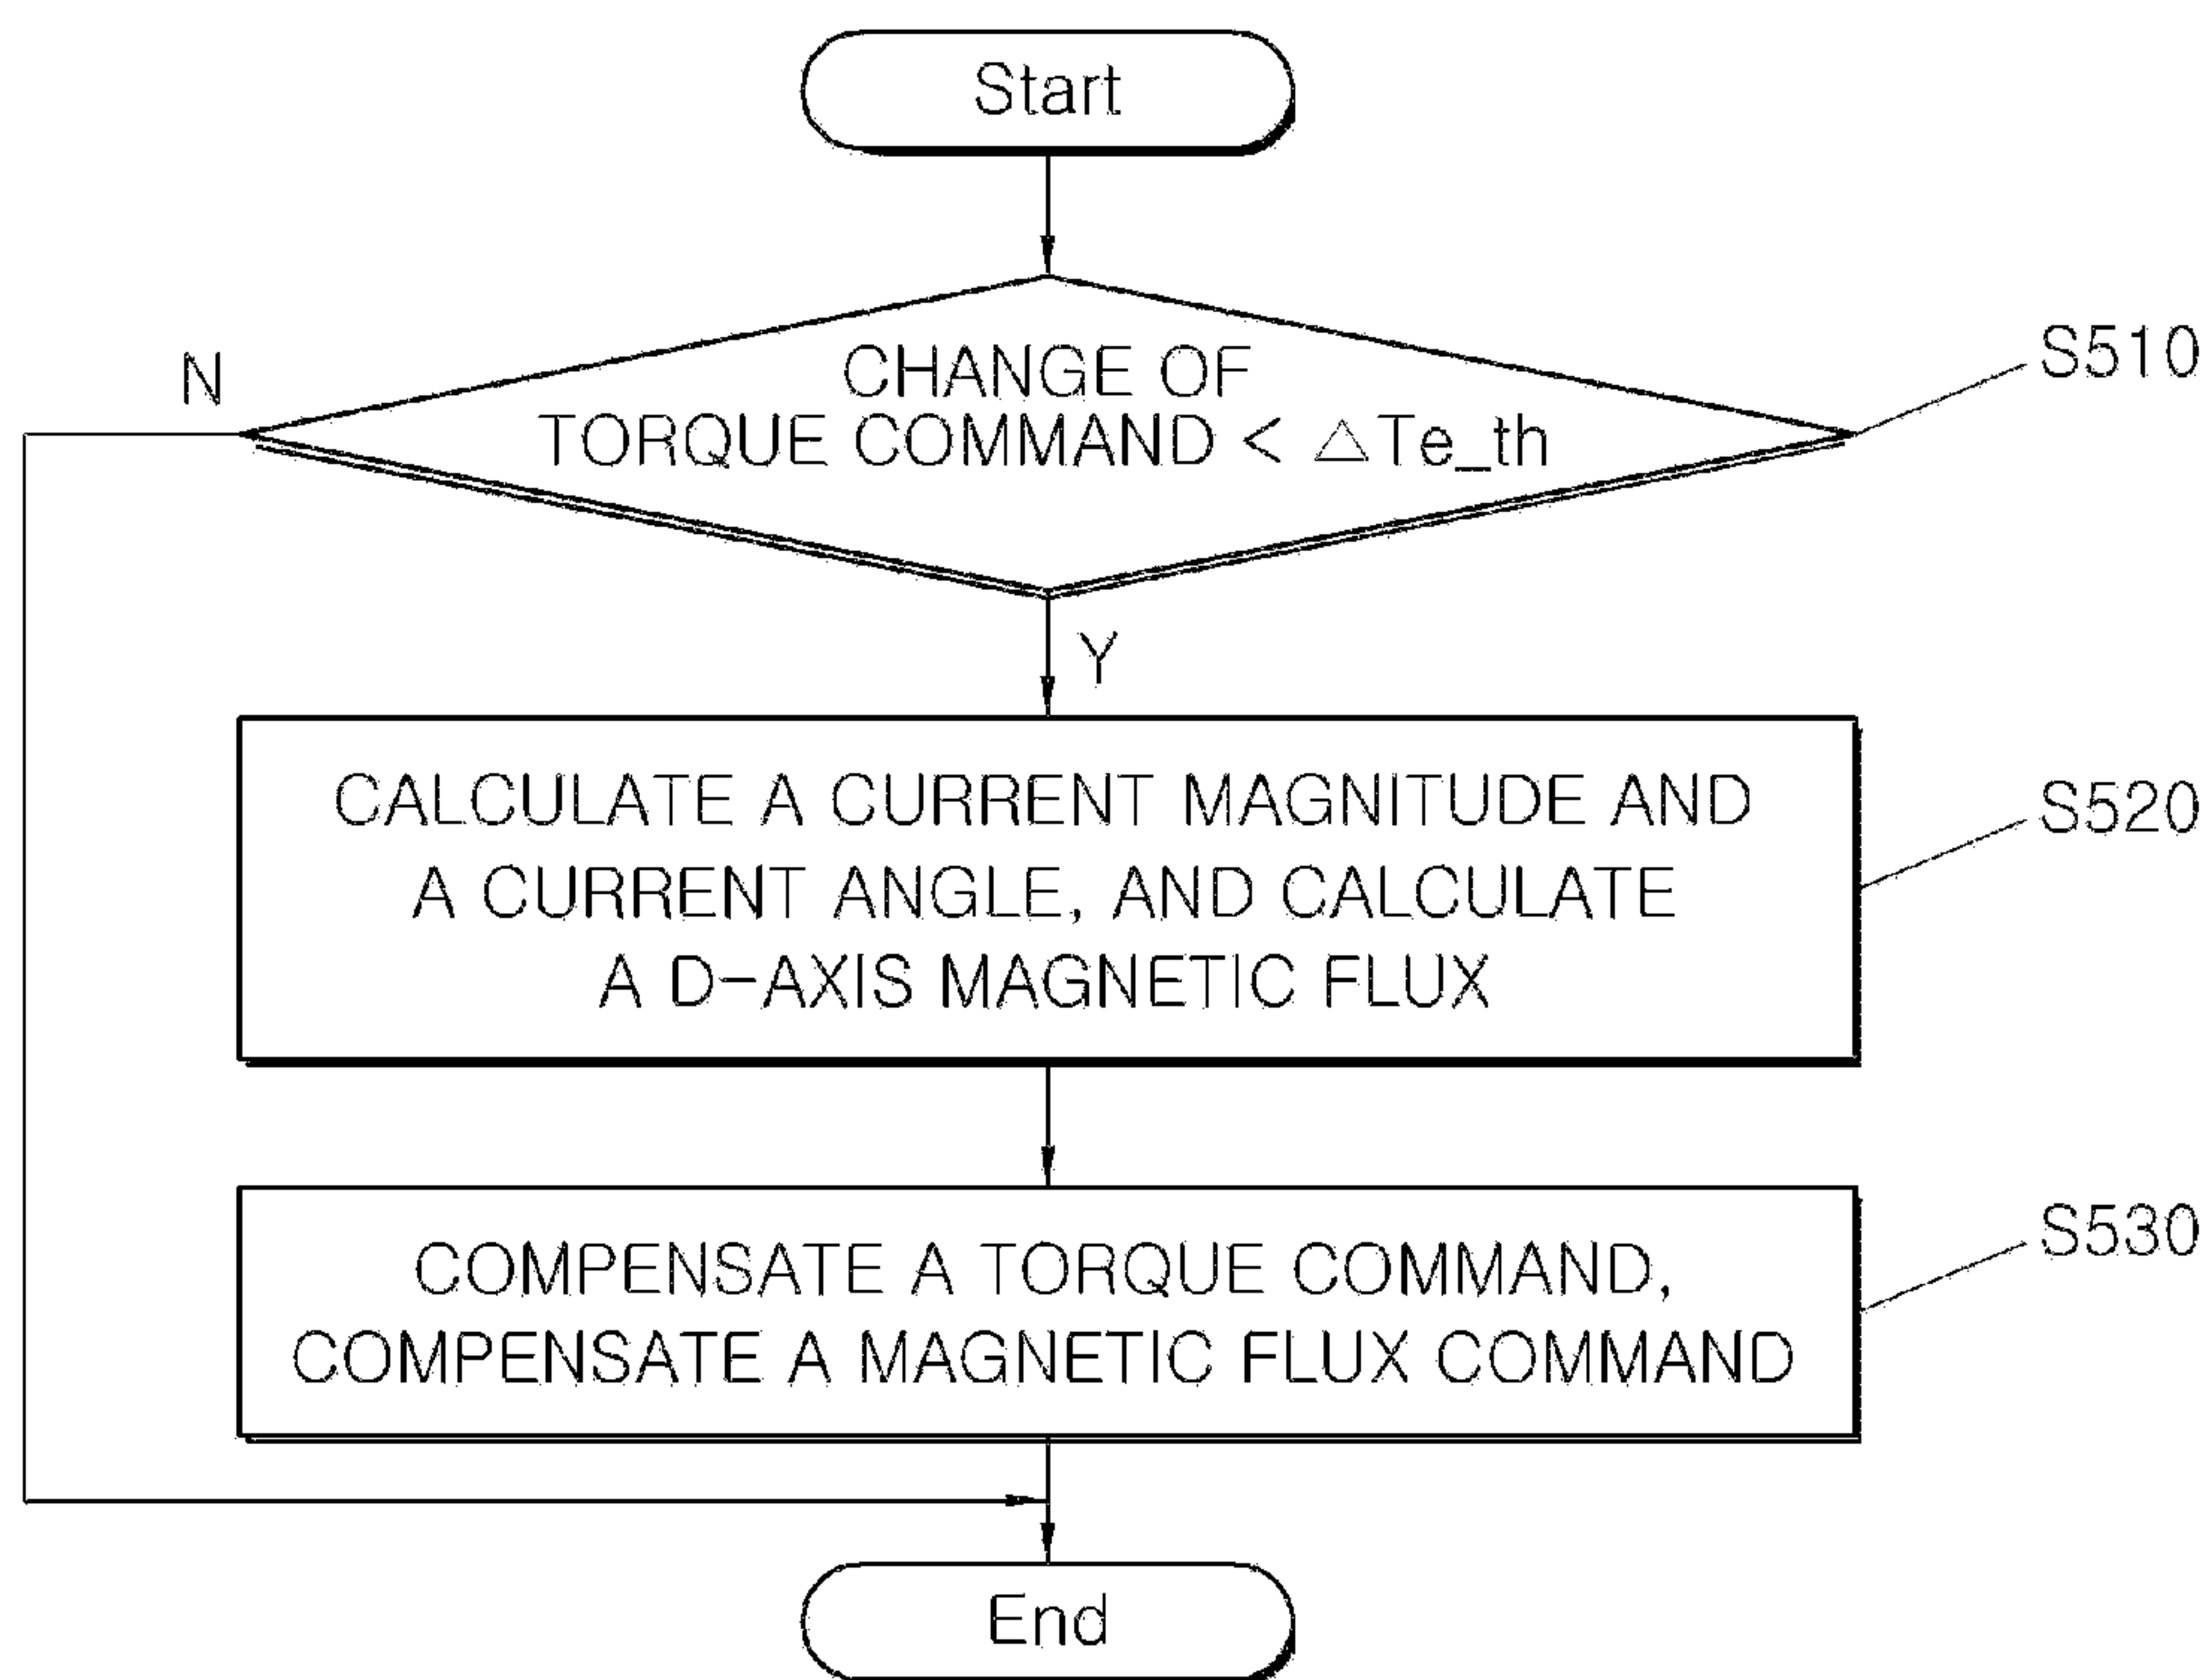 Start
CHANGE OF
TORQUE COMMAND < △Te_th
S510
N
Y
CALCULATE A CURRENT MAGNITUDE AND
A CURRENT ANGLE, AND CALCULATE
A D-AXIS MAGNETIC FLUX
S520
COMPENSATE A TORQUE COMMAND,
COMPENSATE A MAGNETIC FLUX COMMAND
S530
End